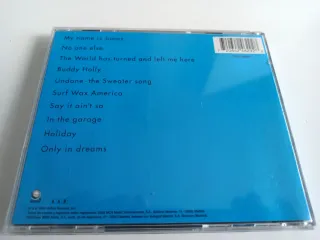 My name is Jonas
No one else
The World has turned and left me here
Buddy Holly
Undone- the Sweater song
Surf Wax America
Say it ain't so
In the garage
Holiday
Only in dreams